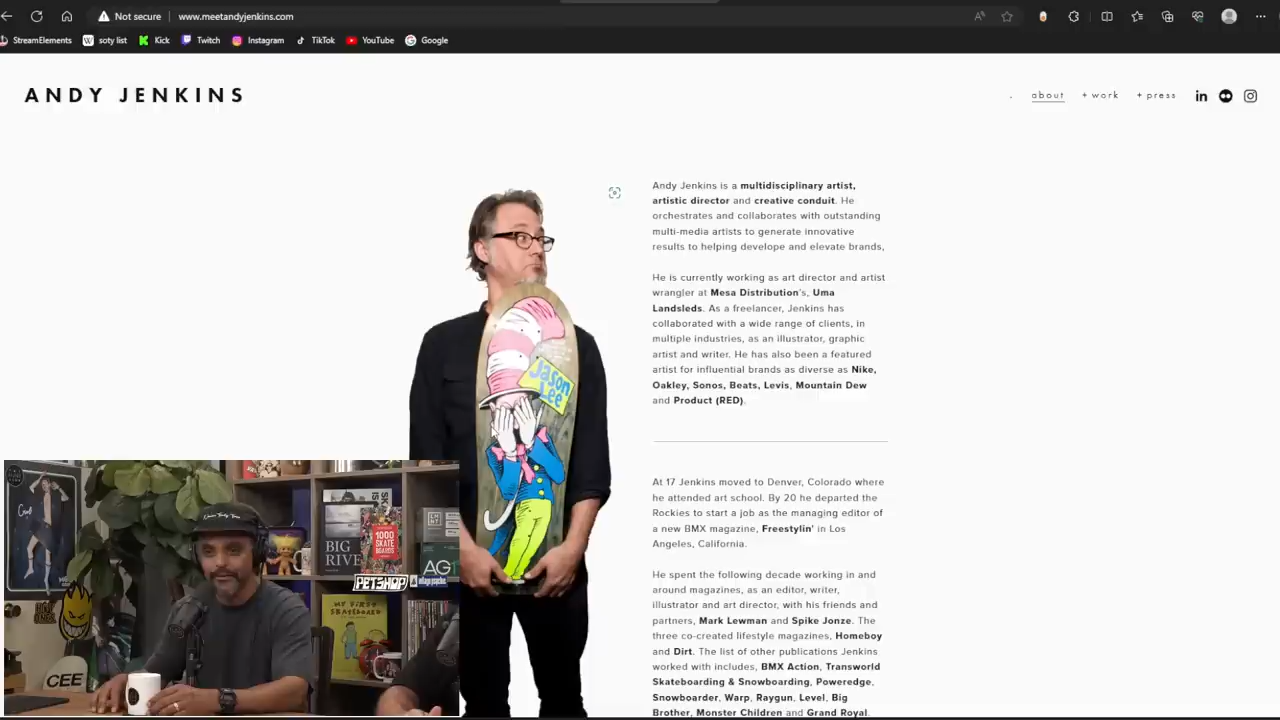 Not secure
www.meetandyjenkins.com
StreamElements
soty list
Kick
Twitch
Instagram
TikTok
YouTube
Google
ANDY JENKINS
. about + work + press
Andy Jenkins is a multidisciplinary artist,
artistic director and creative conduit. He
orchestrates and collaborates with outstanding
multi-media artists to generate innovative
results to helping develope and elevate brands,
He is currently working as art director and artist
wrangler at Mesa Distribution's, Uma
Landsleds. As a freelancer, Jenkins has
collaborated with a wide range of clients, in
multiple industries, as an illustrator, graphic
artist and writer. He has also been a featured
artist for influential brands as diverse as Nike,
Oakley, Sonos, Beats, Levis, Mountain Dew
and Product (RED).
At 17 Jenkins moved to Denver, Colorado where
he attended art school. By 20 he departed the
Rockies to start a job as the managing editor of
a new BMX magazine, Freestylin' in Los
Angeles, California.
He spent the following decade working in and
around magazines, as an editor, writer,
illustrator and art director, with his friends and
partners, Mark Lewman and Spike Jonze. The
three co-created lifestyle magazines, Homeboy
and Dirt. The list of other publications Jenkins
worked with includes, BMX Action, Transworld
Skateboarding & Snowboarding, Poweredge,
Snowboarder, Warp, Raygun, Level, Big
Brother, Monster Children and Grand Royal.
Jason
Lee
BIG
RIVE
1000
SKATE
BOARDS
LH
NT
AG
PETSHOP
MY FIRST
SKATEBOARD
CEE